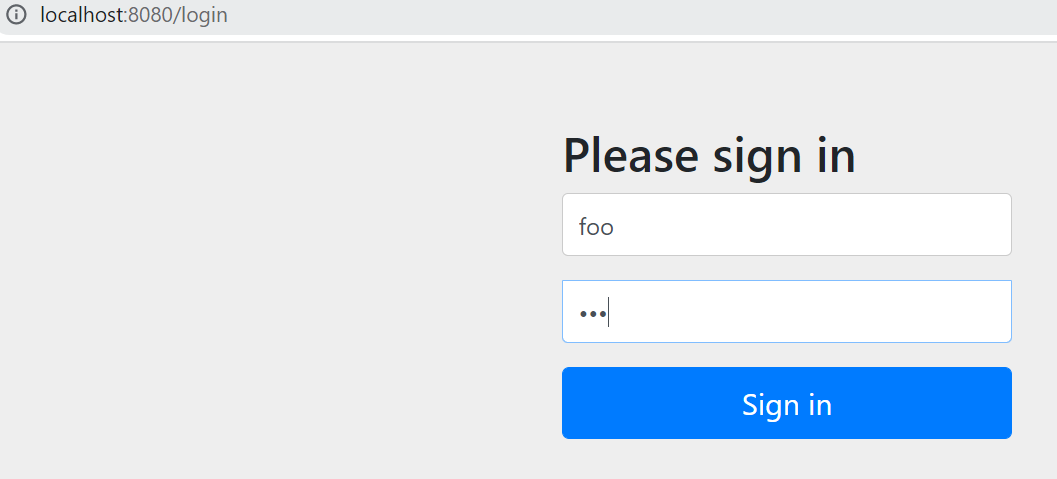 localhost:8080/login
Please sign in
foo
•••
Sign in